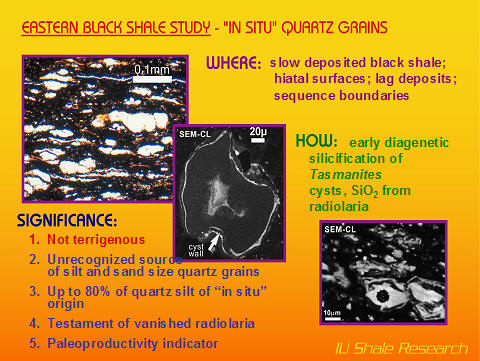 EASTERN BLACK SHALE STUDY - "IN SITU" QUARTZ GRAINS
0,1mm
WHERE: slow deposited black shale;
hiatal surfaces; lag deposits;
sequence boundaries
SEM-CL
20µ
cyst
wall
HOW: early diagenetic
silicification of
Tasmanites
cysts, SiO2 from
radiolaria
SEM-CL
10µm
SIGNIFICANCE:
1. Not terrigenous
2. Unrecognized source
of silt and sand size quartz grains
3. Up to 80% of quartz silt of “in situ”
origin
4. Testament of vanished radiolaria
5. Paleoproductivity indicator
IU Shale Research